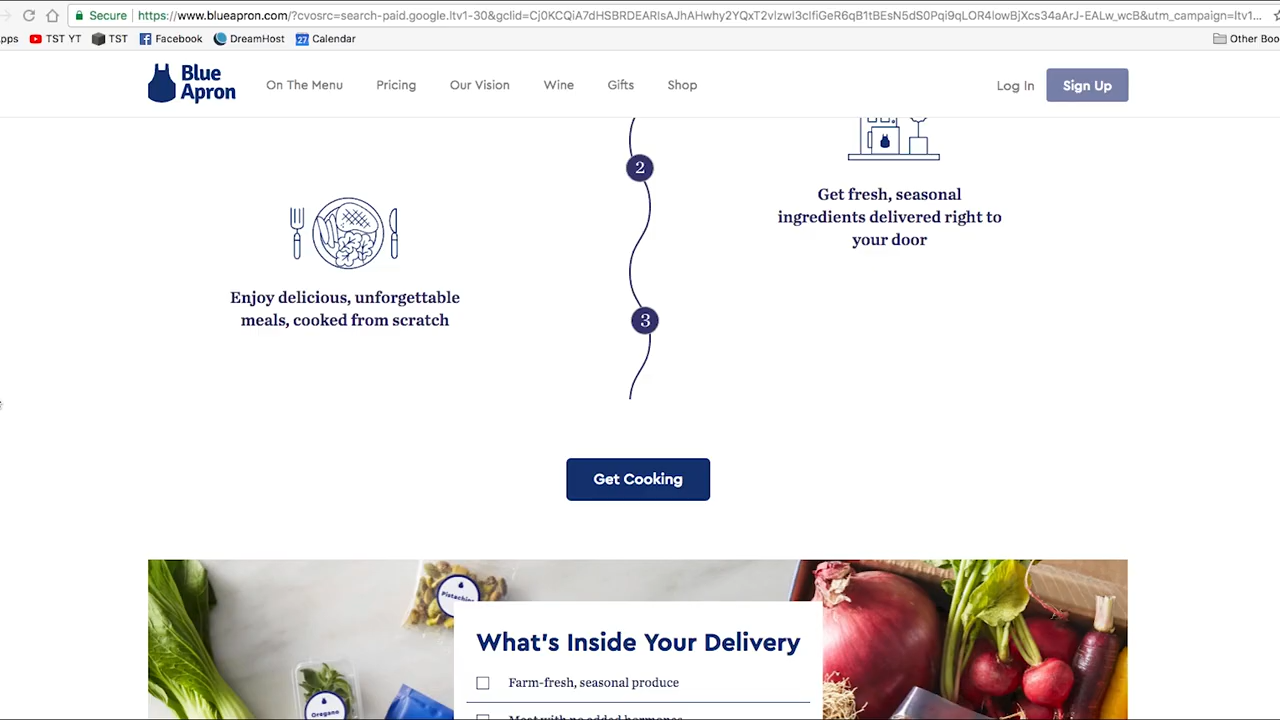 Secure
https://www.blueapron.com/?cvosrc=search-paid.google.ltv1-30&gclid=Cj0KCQiA7dHSBRDEARIsAJhAHwhy2YQxT2vlzwl3clfiGeR6qB1tBEsN5dS0Pqi9qLOR4lowBjXcs34aArJ-EALw_wcB&utm_campaign=ltv1...
pps TST YT TST Facebook DreamHost 27 Calendar Other Boo
Blue Apron
On The Menu Pricing Our Vision Wine Gifts Shop Log In Sign Up
2
Get fresh, seasonal
ingredients delivered right to
your door
Enjoy delicious, unforgettable
meals, cooked from scratch
3
Get Cooking
Pistachios
Oregano
What's Inside Your Delivery
Farm-fresh, seasonal produce
Meat with no added hormones